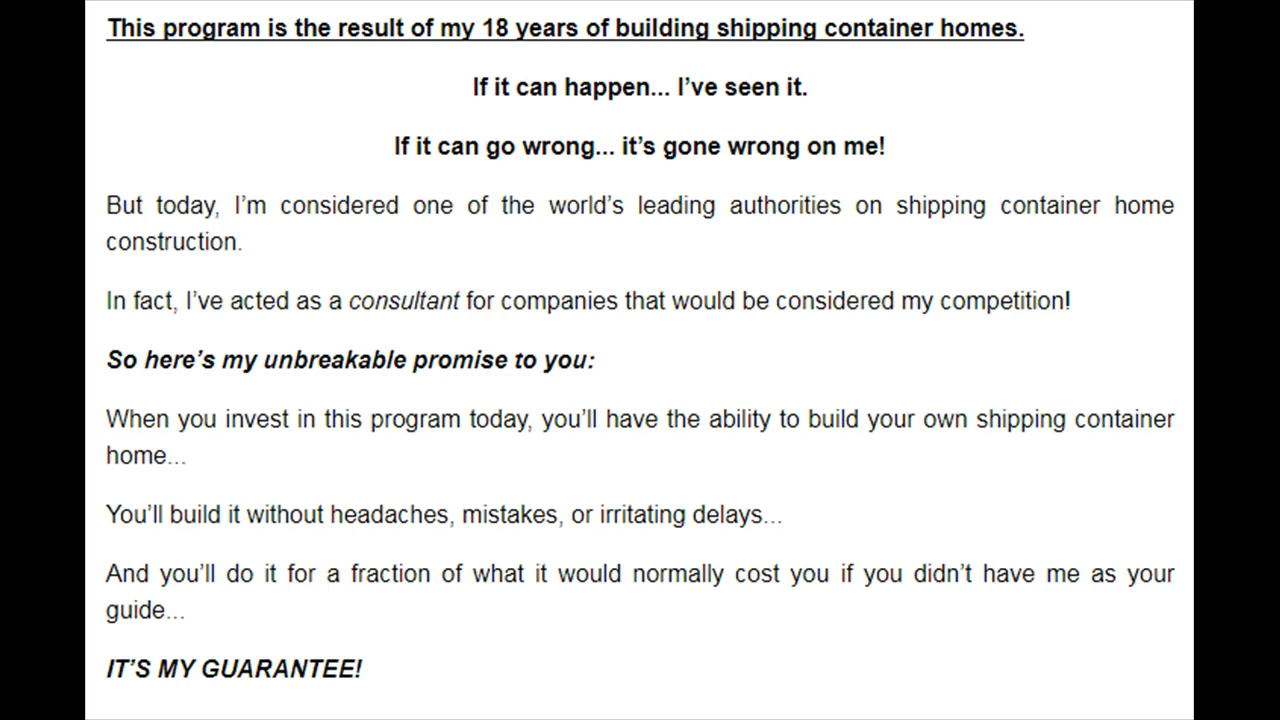 This program is the result of my 18 years of building shipping container homes.
If it can happen... I’ve seen it.
If it can go wrong... it’s gone wrong on me!
But today, I’m considered one of the world’s leading authorities on shipping container home
construction.
In fact, I’ve acted as a consultant for companies that would be considered my competition!
So here’s my unbreakable promise to you:
When you invest in this program today, you’ll have the ability to build your own shipping container
home...
You’ll build it without headaches, mistakes, or irritating delays...
And you’ll do it for a fraction of what it would normally cost you if you didn’t have me as your
guide...
IT’S MY GUARANTEE!